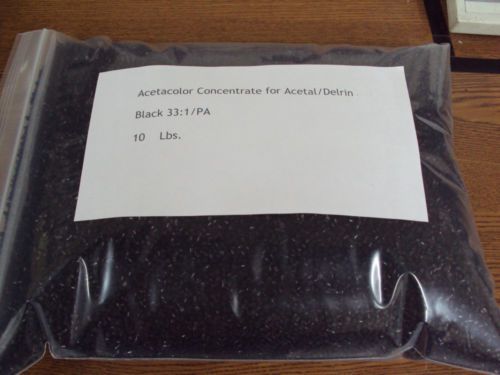 Acetacolor Concentrate for Acetal/Delrin
Black 33:1/PA
10 Lbs.